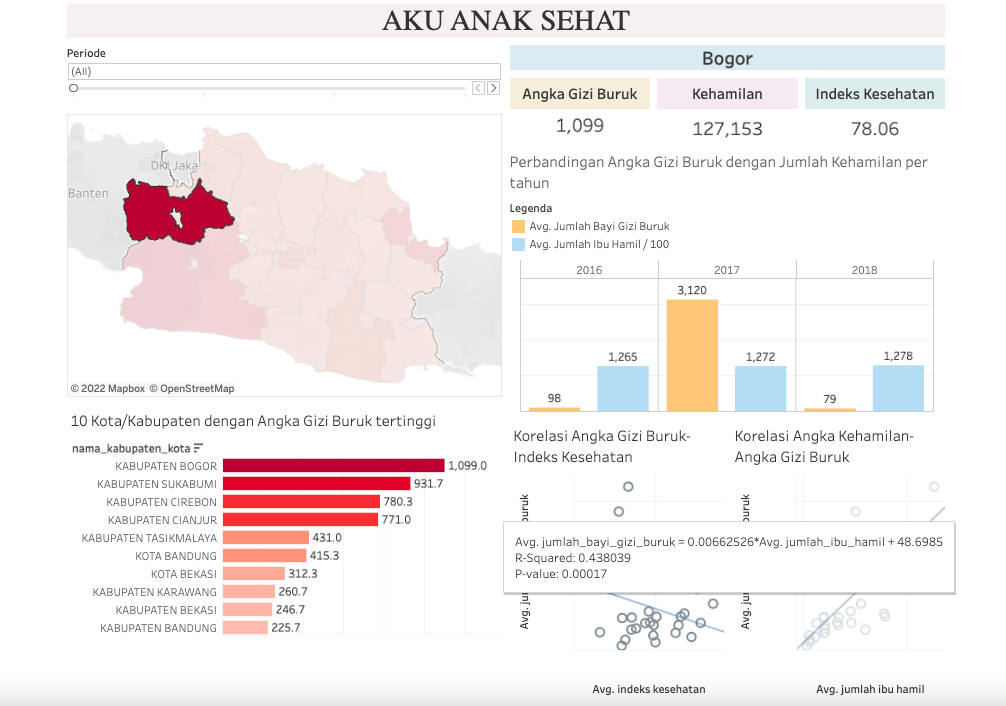 AKU ANAK SEHAT
Periode
(All)
Bogor
Angka Gizi Buruk
Kehamilan
Indeks Kesehatan
1,099
127,153
78.06
DKI Jakarta
Banten
Jawa Barat
© 2022 Mapbox © OpenStreetMap
Perbandingan Angka Gizi Buruk dengan Jumlah Kehamilan per
tahun
Legenda
Avg. Jumlah Bayi Gizi Buruk
Avg. Jumlah Ibu Hamil / 100
2016
2017
2018
98
1,265
3,120
1,272
79
1,278
10 Kota/Kabupaten dengan Angka Gizi Buruk tertinggi
nama_kabupaten_kota
KABUPATEN BOGOR 1,099.0
KABUPATEN SUKABUMI 931.7
KABUPATEN CIREBON 780.3
KABUPATEN CIANJUR 771.0
KABUPATEN TASIKMALAYA 431.0
KOTA BANDUNG 415.3
KOTA BEKASI 312.3
KABUPATEN KARAWANG 260.7
KABUPATEN BEKASI 246.7
KABUPATEN BANDUNG 225.7
Korelasi Angka Gizi Buruk-
Indeks Kesehatan
Korelasi Angka Kehamilan-
Angka Gizi Buruk
Avg. jumlah_bayi_gizi_buruk = 0.00662526*Avg. jumlah_ibu_hamil + 48.6985
R-Squared: 0.438039
P-value: 0.00017
Avg. indeks kesehatan
Avg. jumlah ibu hamil